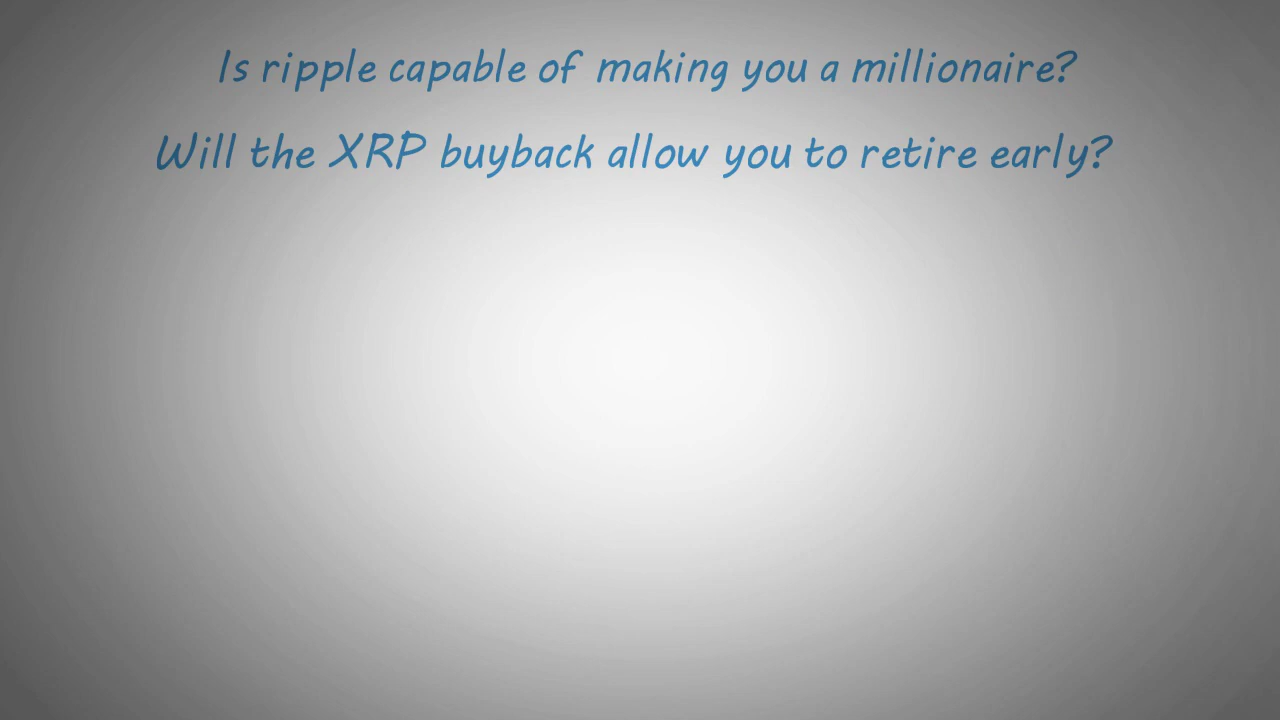 Is ripple capable of making you a millionaire?
Will the XRP buyback allow you to retire early?